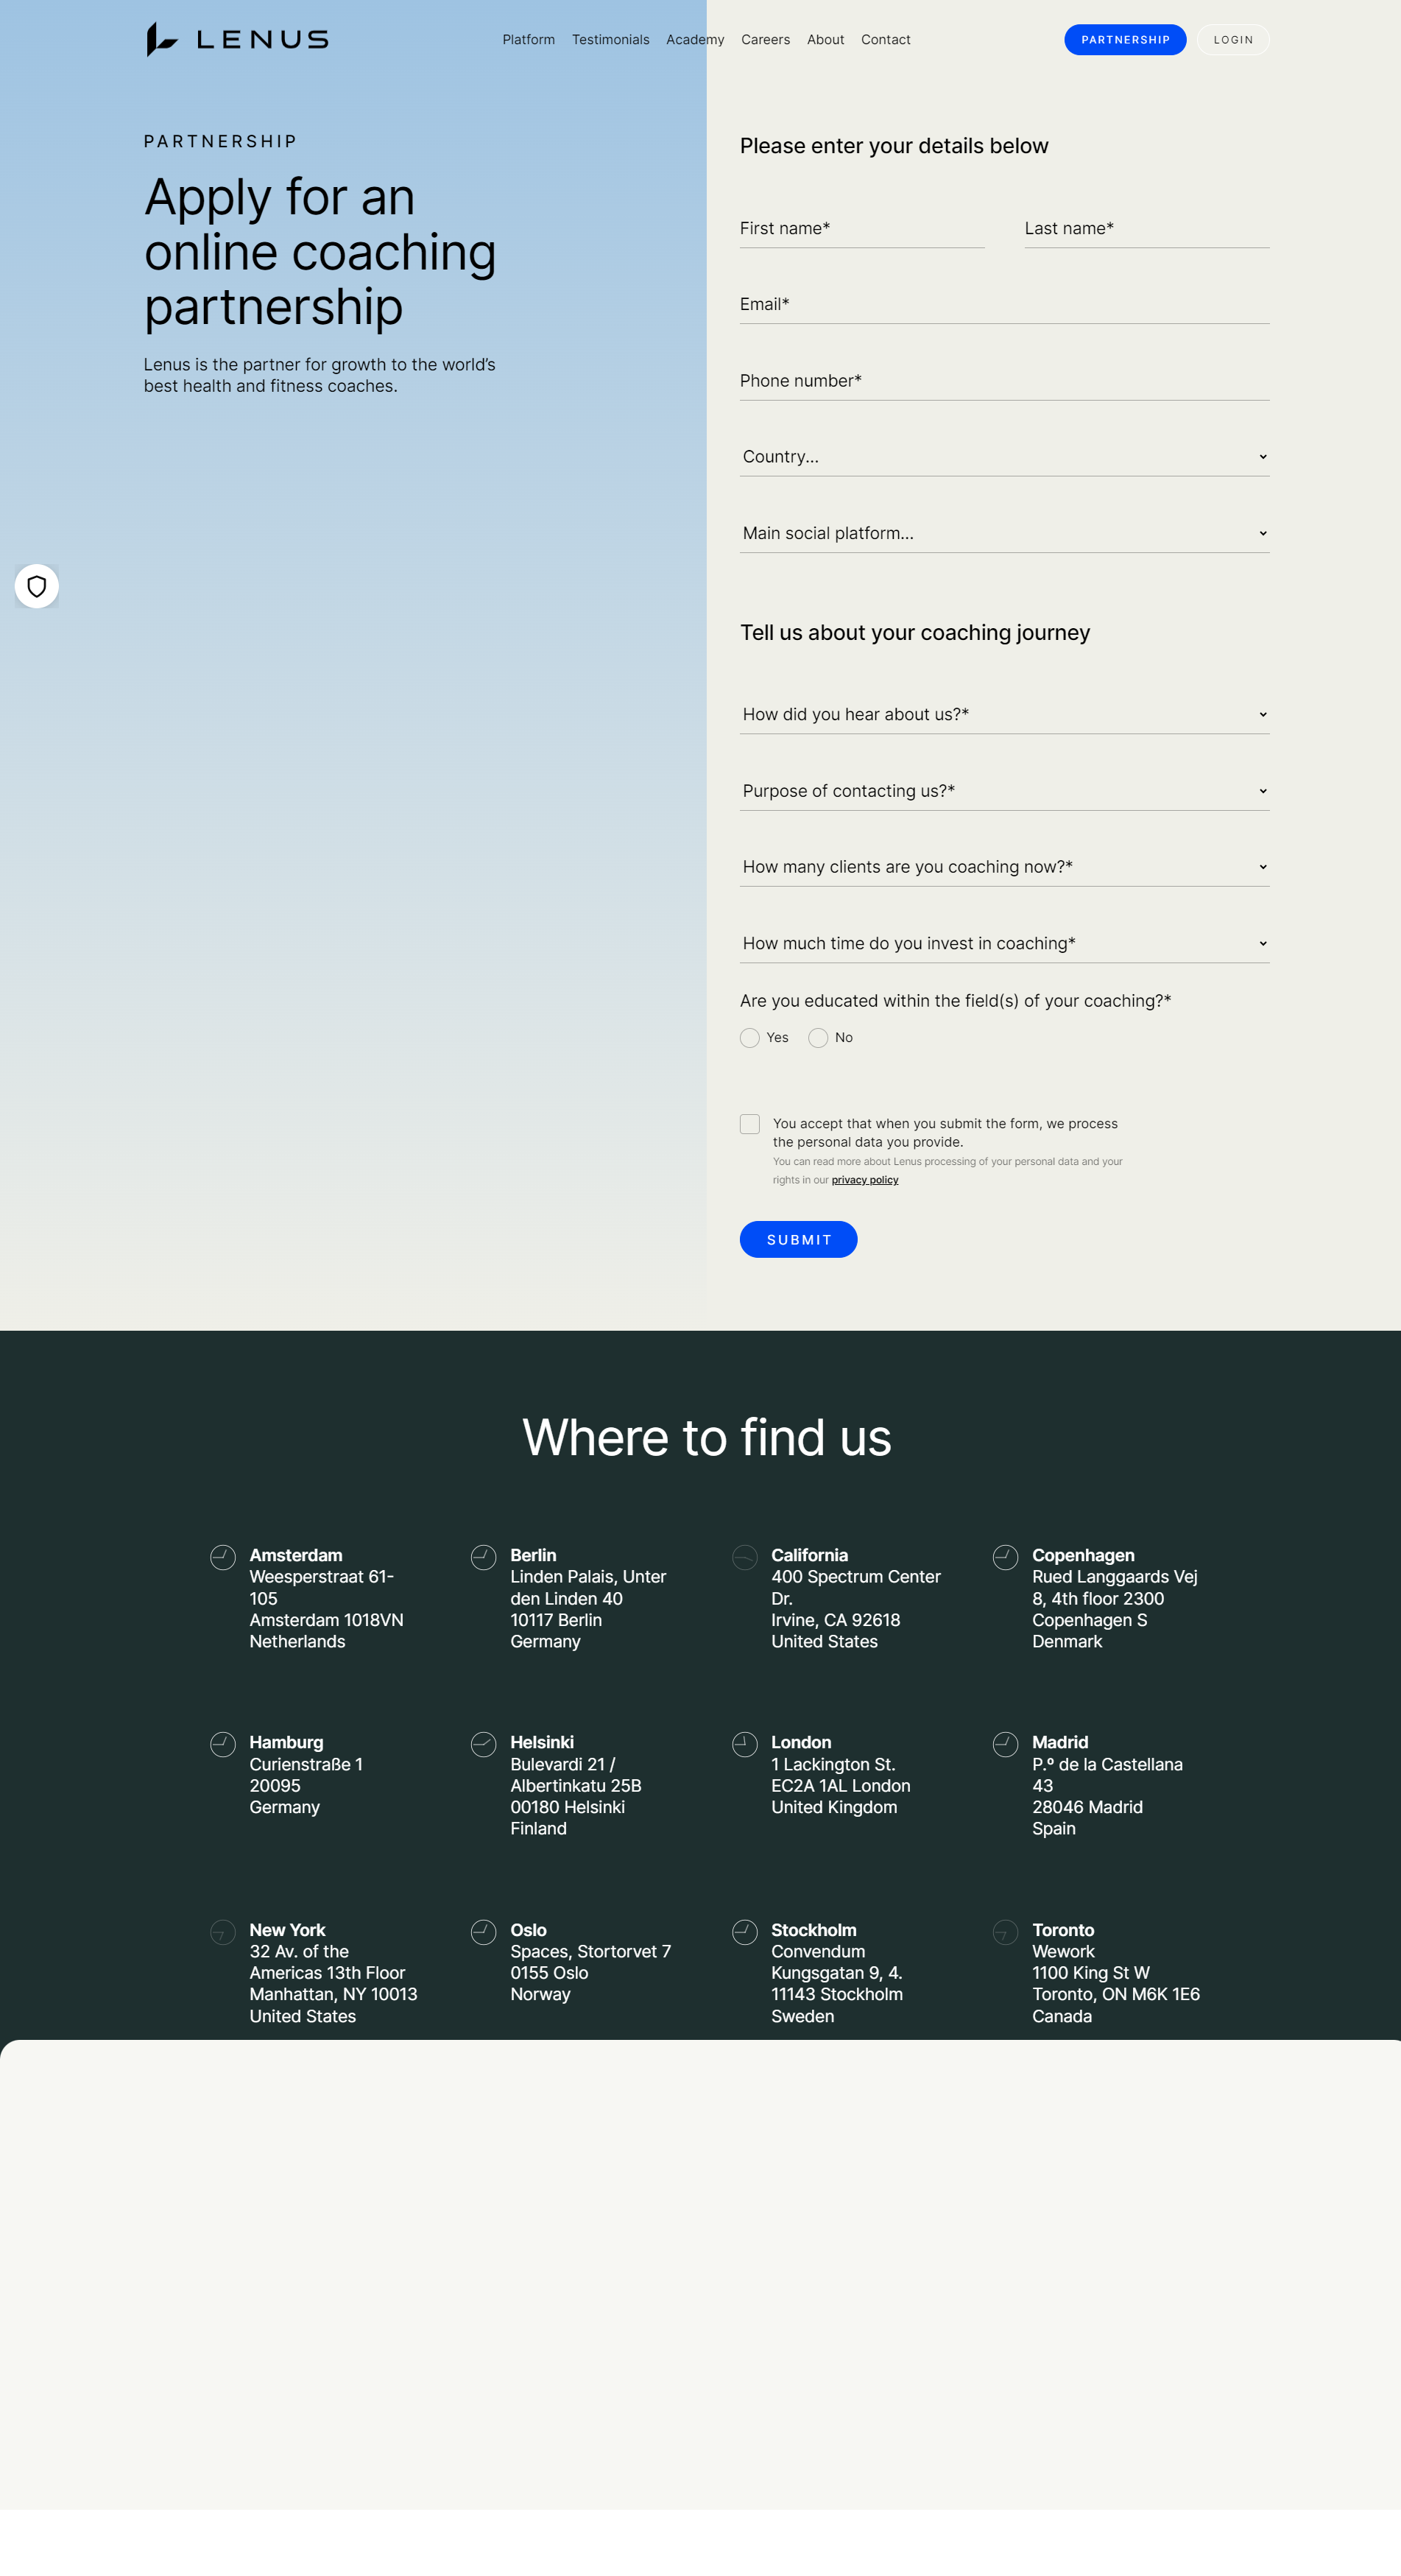 LENUS
Platform Testimonials Academy Careers About Contact
PARTNERSHIP LOGIN
PARTNERSHIP
Apply for an
online coaching
partnership
Lenus is the partner for growth to the world’s
best health and fitness coaches.
Please enter your details below
First name* Last name*
Email*
Phone number*
Country...
Main social platform...
Tell us about your coaching journey
How did you hear about us?*
Purpose of contacting us?*
How many clients are you coaching now?*
How much time do you invest in coaching*
Are you educated within the field(s) of your coaching?*
Yes No
You accept that when you submit the form, we process
the personal data you provide.
You can read more about Lenus processing of your personal data and your
rights in our privacy policy
SUBMIT
Where to find us
Amsterdam
Weesperstraat 61-
105
Amsterdam 1018VN
Netherlands
Berlin
Linden Palais, Unter
den Linden 40
10117 Berlin
Germany
California
400 Spectrum Center
Dr.
Irvine, CA 92618
United States
Copenhagen
Rued Langgaards Vej
8, 4th floor 2300
Copenhagen S
Denmark
Hamburg
Curienstraße 1
20095
Germany
Helsinki
Bulevardi 21 /
Albertinkatu 25B
00180 Helsinki
Finland
London
1 Lackington St.
EC2A 1AL London
United Kingdom
Madrid
P.º de la Castellana
43
28046 Madrid
Spain
New York
32 Av. of the
Americas 13th Floor
Manhattan, NY 10013
United States
Oslo
Spaces, Stortorvet 7
0155 Oslo
Norway
Stockholm
Convendum
Kungsgatan 9, 4.
11143 Stockholm
Sweden
Toronto
Wework
1100 King St W
Toronto, ON M6K 1E6
Canada